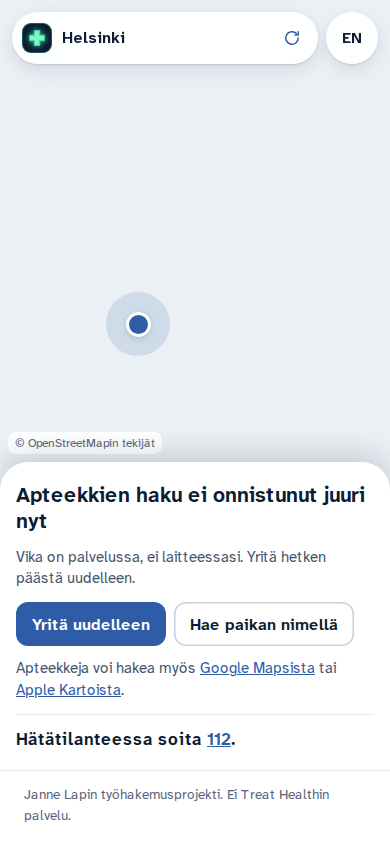 Helsinki
EN
© OpenStreetMapin tekijät
Apteekkien haku ei onnistunut juuri
nyt
Vika on palvelussa, ei laitteessasi. Yritä hetken
päästä uudelleen.
Yritä uudelleen
Hae paikan nimellä
Apteekkeja voi hakea myös Google Mapsista tai
Apple Kartoista.
Hätätilanteessa soita 112.
Janne Lapin työhakemusprojekti. Ei Treat Healthin
palvelu.